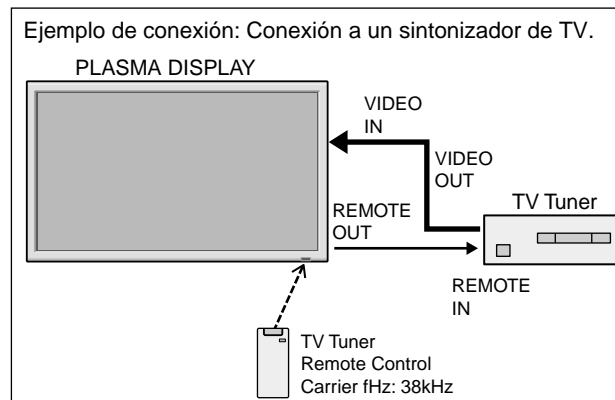 Ejemplo de conexión: Conexión a un sintonizador de TV.
PLASMA DISPLAY
VIDEO
IN
VIDEO
OUT
TV Tuner
REMOTE
OUT
REMOTE
IN
TV Tuner
Remote Control
Carrier fHz: 38kHz